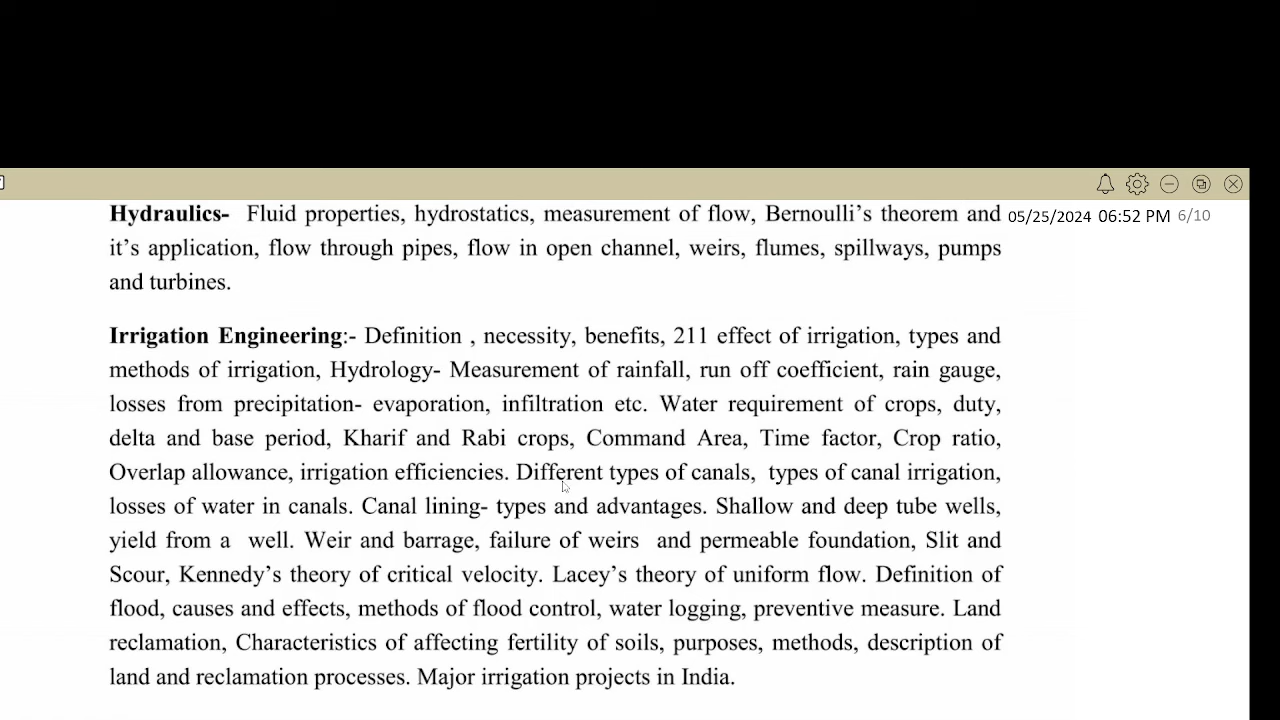 Hydraulics- Fluid properties, hydrostatics, measurement of flow, Bernoulli’s theorem and
05/25/2024 06:52 PM 6/10
it’s application, flow through pipes, flow in open channel, weirs, flumes, spillways, pumps
and turbines.
Irrigation Engineering:- Definition , necessity, benefits, 211 effect of irrigation, types and
methods of irrigation, Hydrology- Measurement of rainfall, run off coefficient, rain gauge,
losses from precipitation- evaporation, infiltration etc. Water requirement of crops, duty,
delta and base period, Kharif and Rabi crops, Command Area, Time factor, Crop ratio,
Overlap allowance, irrigation efficiencies. Different types of canals, types of canal irrigation,
losses of water in canals. Canal lining- types and advantages. Shallow and deep tube wells,
yield from a well. Weir and barrage, failure of weirs and permeable foundation, Slit and
Scour, Kennedy’s theory of critical velocity. Lacey’s theory of uniform flow. Definition of
flood, causes and effects, methods of flood control, water logging, preventive measure. Land
reclamation, Characteristics of affecting fertility of soils, purposes, methods, description of
land and reclamation processes. Major irrigation projects in India.